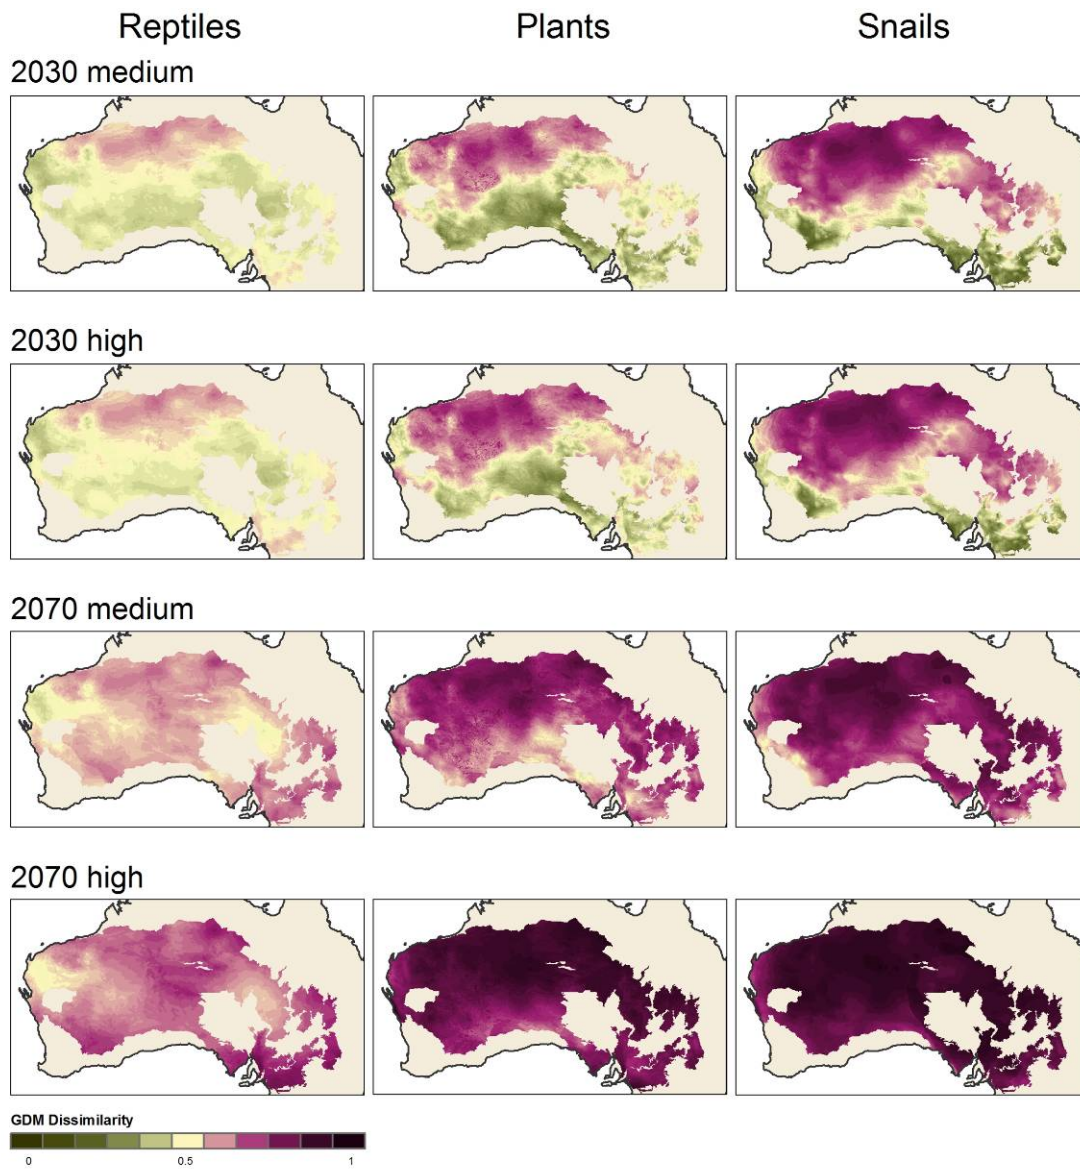 Reptiles Plants Snails
2030 medium
2030 high
2070 medium
2070 high
GDM Dissimilarity
0 0.5 1